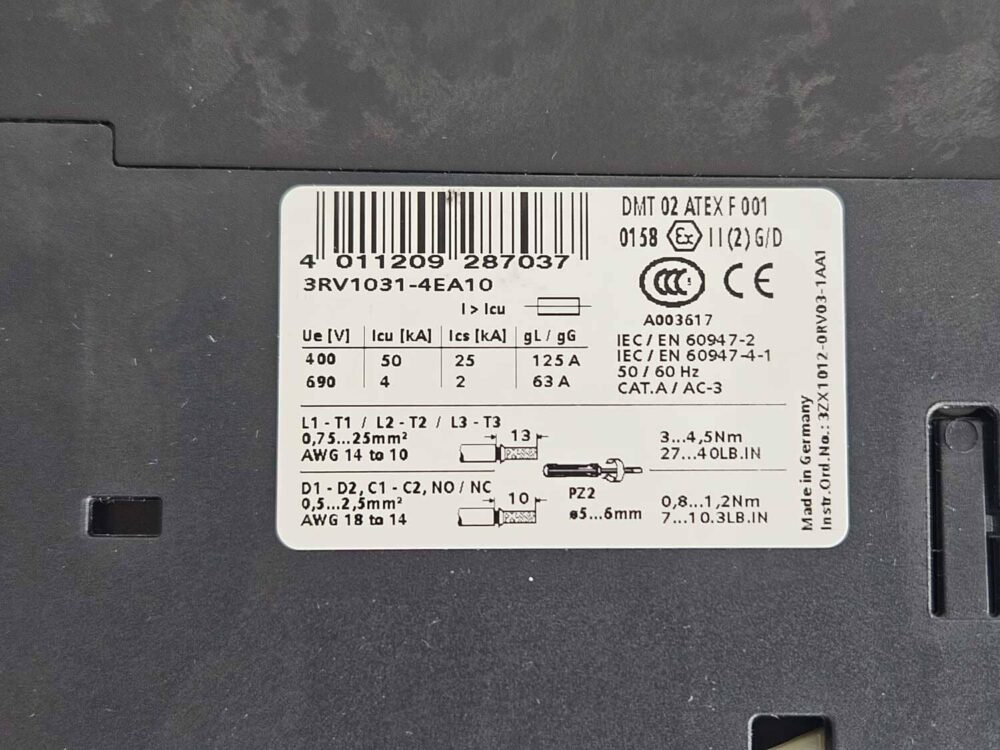 4 011209 287037
3RV1031-4EA10
I > Icu
Ue [V] Icu [kA] Ics [kA] gL / gG
400 50 25 125 A
690 4 2 63 A
DMT 02 ATEX F 001
0158 Ex II (2) G/D
CCC CE
A003617
IEC / EN 60947-2
IEC / EN 60947-4-1
50 / 60 Hz
CAT. A / AC-3
L1 - T1 / L2 - T2 / L3 - T3
0,75...25mm²
AWG 14 to 10
13
3...4,5Nm
27...40LB.IN
D1 - D2, C1 - C2, NO / NC
0,5...2,5mm²
AWG 18 to 14
10
PZ2
ø5...6mm
0,8...1,2Nm
7...10.3LB.IN
Made in Germany
Instr.Ord.No.: 3ZX1012-0RV03-1AA1